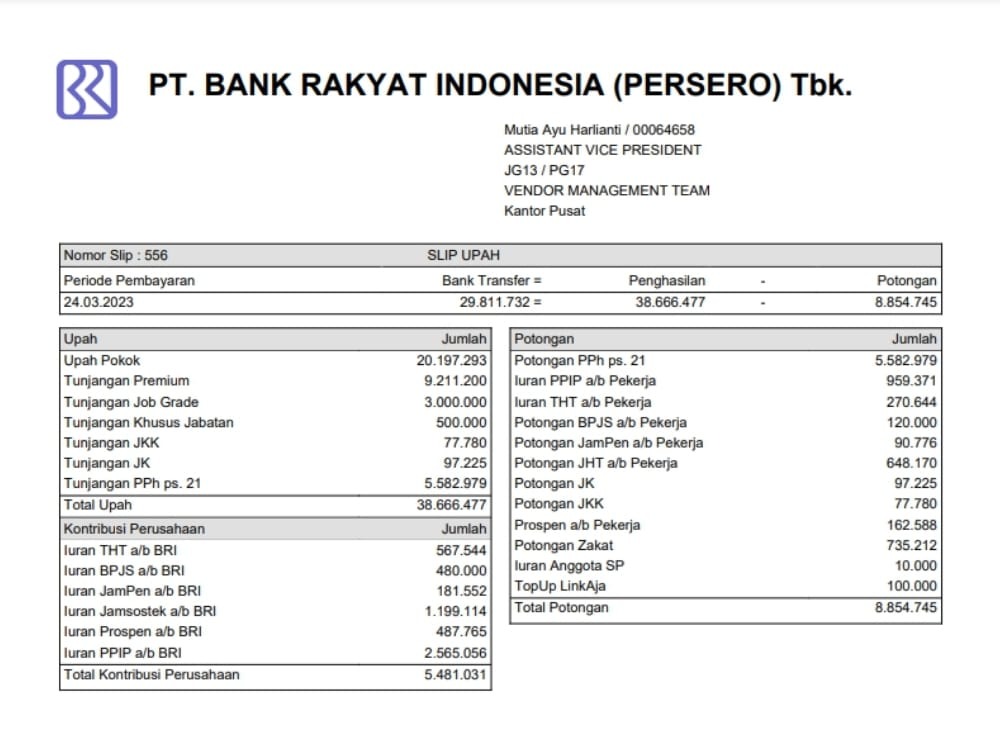 PT. BANK RAKYAT INDONESIA (PERSERO) Tbk.
Mutia Ayu Harlianti / 00064658
ASSISTANT VICE PRESIDENT
JG13 / PG17
VENDOR MANAGEMENT TEAM
Kantor Pusat
Nomor Slip : 556 SLIP UPAH
Periode Pembayaran Bank Transfer = Penghasilan - Potongan
24.03.2023 29.811.732 = 38.666.477 - 8.854.745
Upah Jumlah
Upah Pokok 20.197.293
Tunjangan Premium 9.211.200
Tunjangan Job Grade 3.000.000
Tunjangan Khusus Jabatan 500.000
Tunjangan JKK 77.780
Tunjangan JK 97.225
Tunjangan PPh ps. 21 5.582.979
Total Upah 38.666.477
Kontribusi Perusahaan Jumlah
Iuran THT a/b BRI 567.544
Iuran BPJS a/b BRI 480.000
Iuran JamPen a/b BRI 181.552
Iuran Jamsostek a/b BRI 1.199.114
Iuran Prospen a/b BRI 487.765
Iuran PPIP a/b BRI 2.565.056
Total Kontribusi Perusahaan 5.481.031
Potongan Jumlah
Potongan PPh ps. 21 5.582.979
Iuran PPIP a/b Pekerja 959.371
Iuran THT a/b Pekerja 270.644
Potongan BPJS a/b Pekerja 120.000
Potongan JamPen a/b Pekerja 90.776
Potongan JHT a/b Pekerja 648.170
Potongan JK 97.225
Potongan JKK 77.780
Prospen a/b Pekerja 162.588
Potongan Zakat 735.212
Iuran Anggota SP 10.000
TopUp LinkAja 100.000
Total Potongan 8.854.745